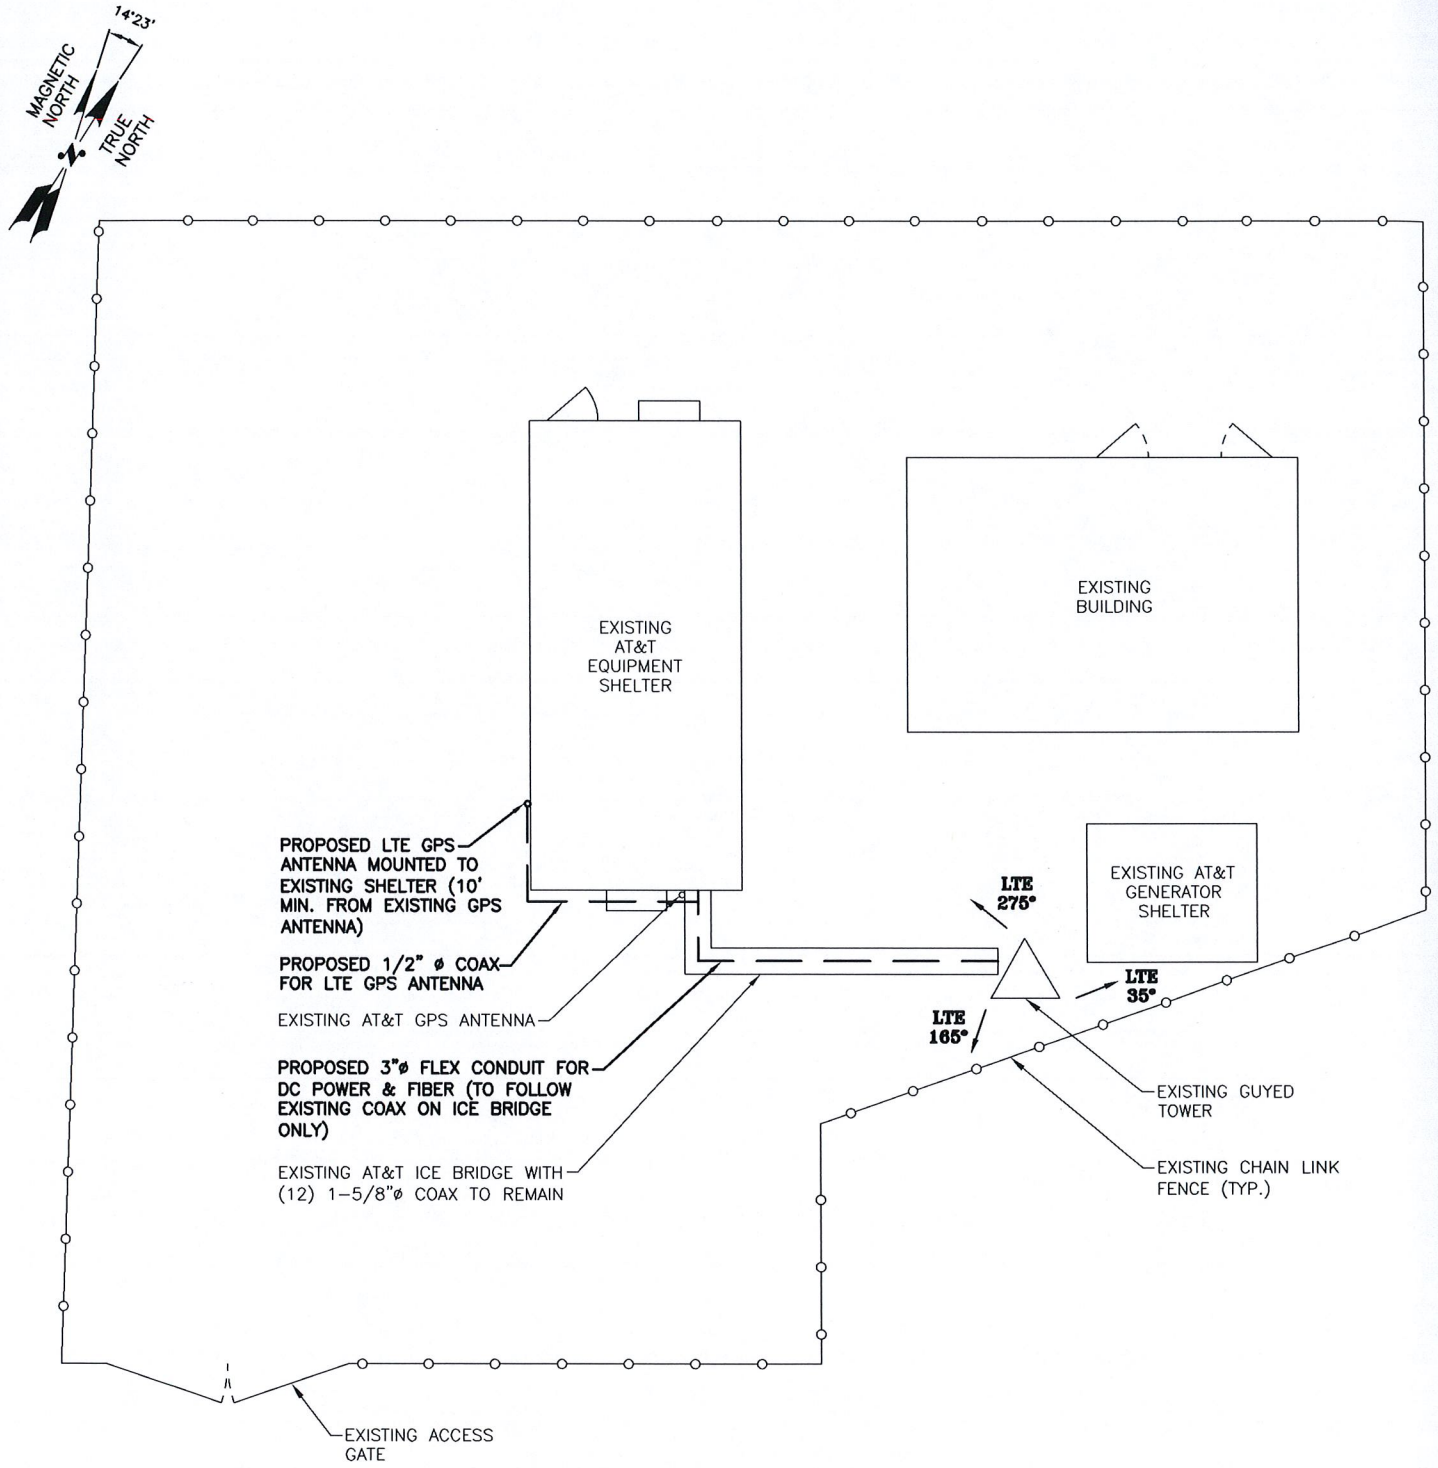 14°23'
MAGNETIC
NORTH
N
TRUE
NORTH
EXISTING
AT&T
EQUIPMENT
SHELTER
EXISTING
BUILDING
PROPOSED LTE GPS
ANTENNA MOUNTED TO
EXISTING SHELTER (10'
MIN. FROM EXISTING GPS
ANTENNA)
PROPOSED 1/2" ø COAX
FOR LTE GPS ANTENNA
EXISTING AT&T GPS ANTENNA
PROPOSED 3"ø FLEX CONDUIT FOR
DC POWER & FIBER (TO FOLLOW
EXISTING COAX ON ICE BRIDGE
ONLY)
EXISTING AT&T ICE BRIDGE WITH
(12) 1-5/8"ø COAX TO REMAIN
LTE
275°
EXISTING AT&T
GENERATOR
SHELTER
LTE
35°
LTE
165°
EXISTING GUYED
TOWER
EXISTING CHAIN LINK
FENCE (TYP.)
EXISTING ACCESS
GATE